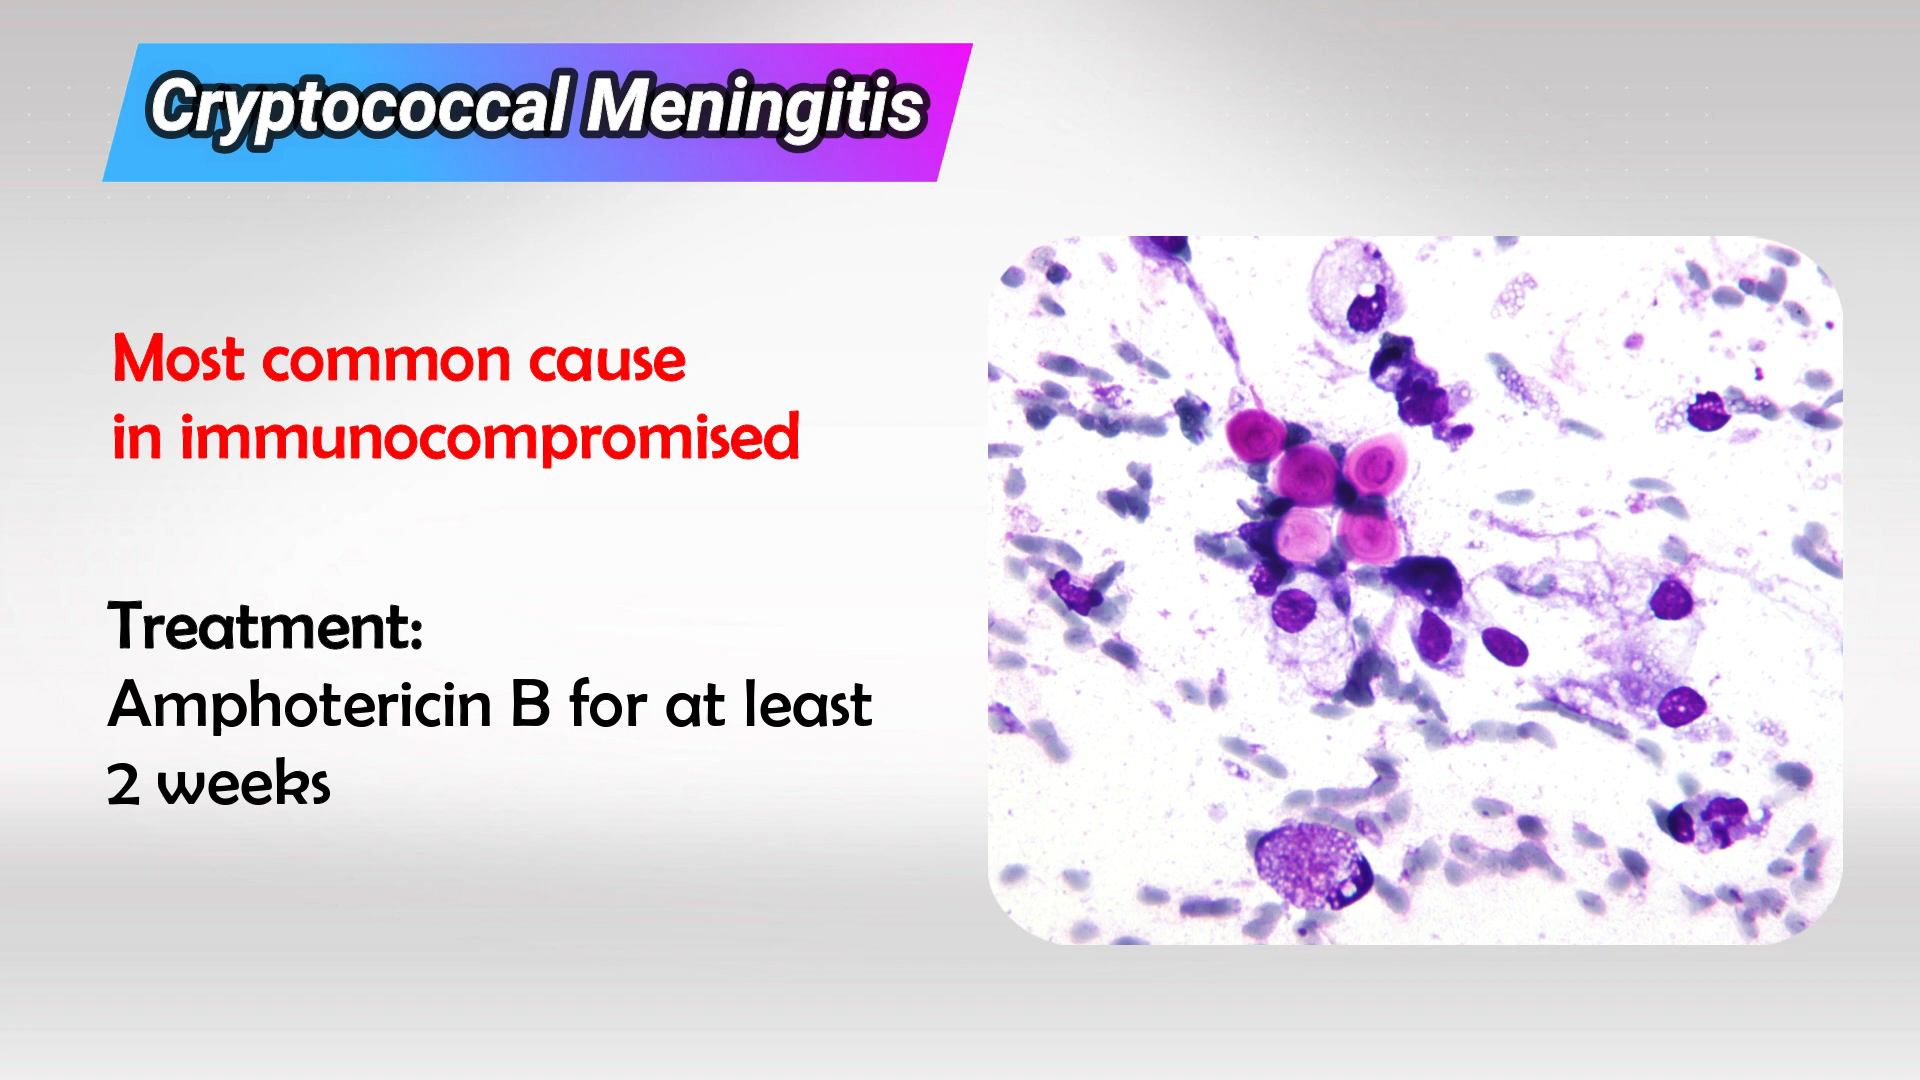 Cryptococcal Meningitis
Most common cause
in immunocompromised
Treatment:
Amphotericin B for at least
2 weeks